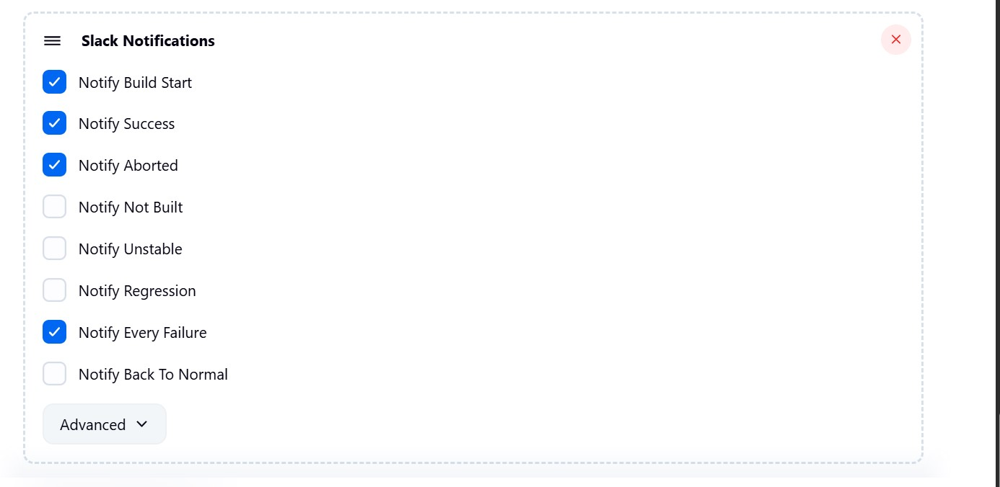 Slack Notifications
Notify Build Start
Notify Success
Notify Aborted
Notify Not Built
Notify Unstable
Notify Regression
Notify Every Failure
Notify Back To Normal
Advanced